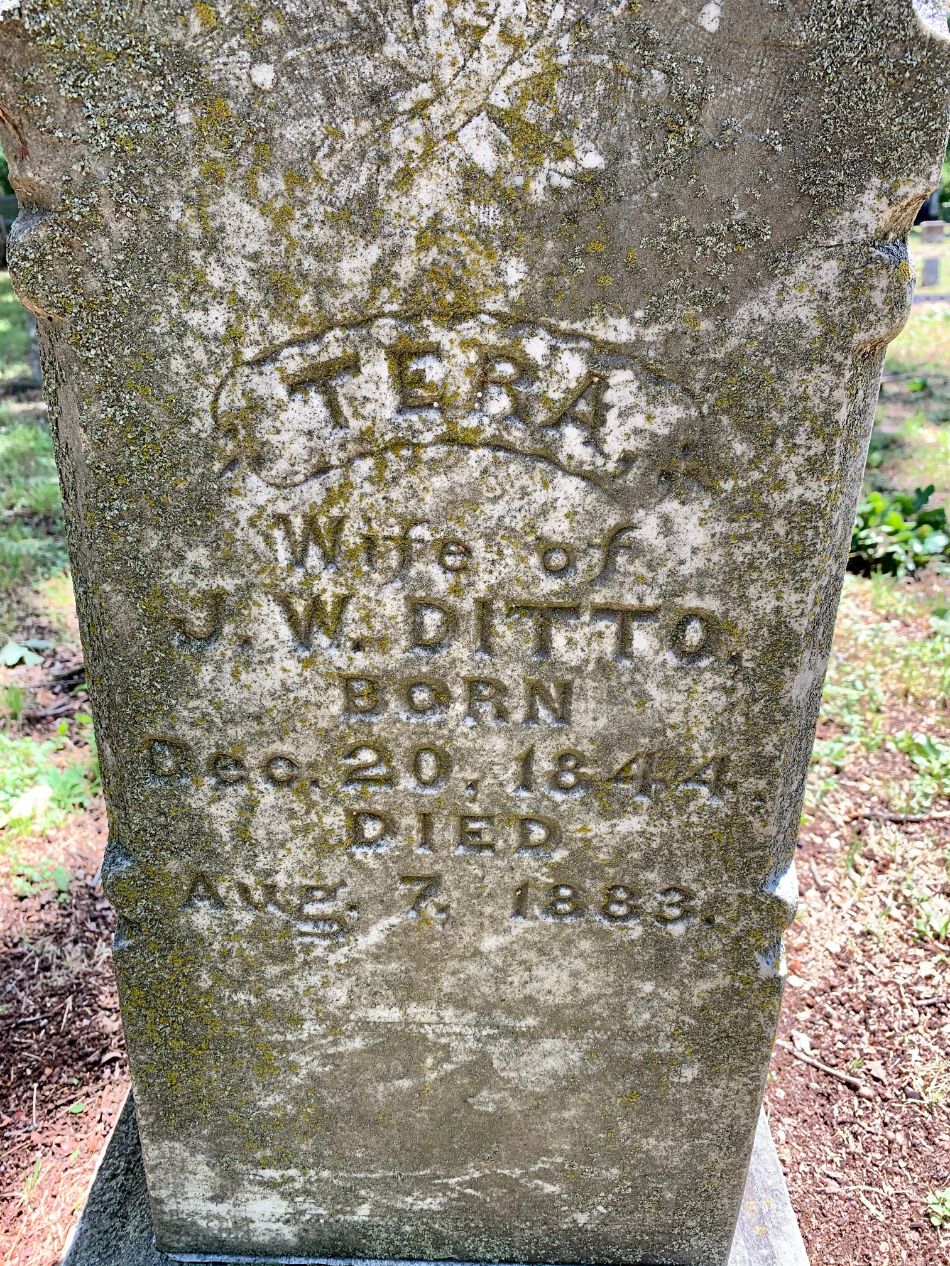 TERA,
Wife of
J. W. DITTO,
BORN
Dec. 20, 1844.
DIED
Aug. 7, 1883.